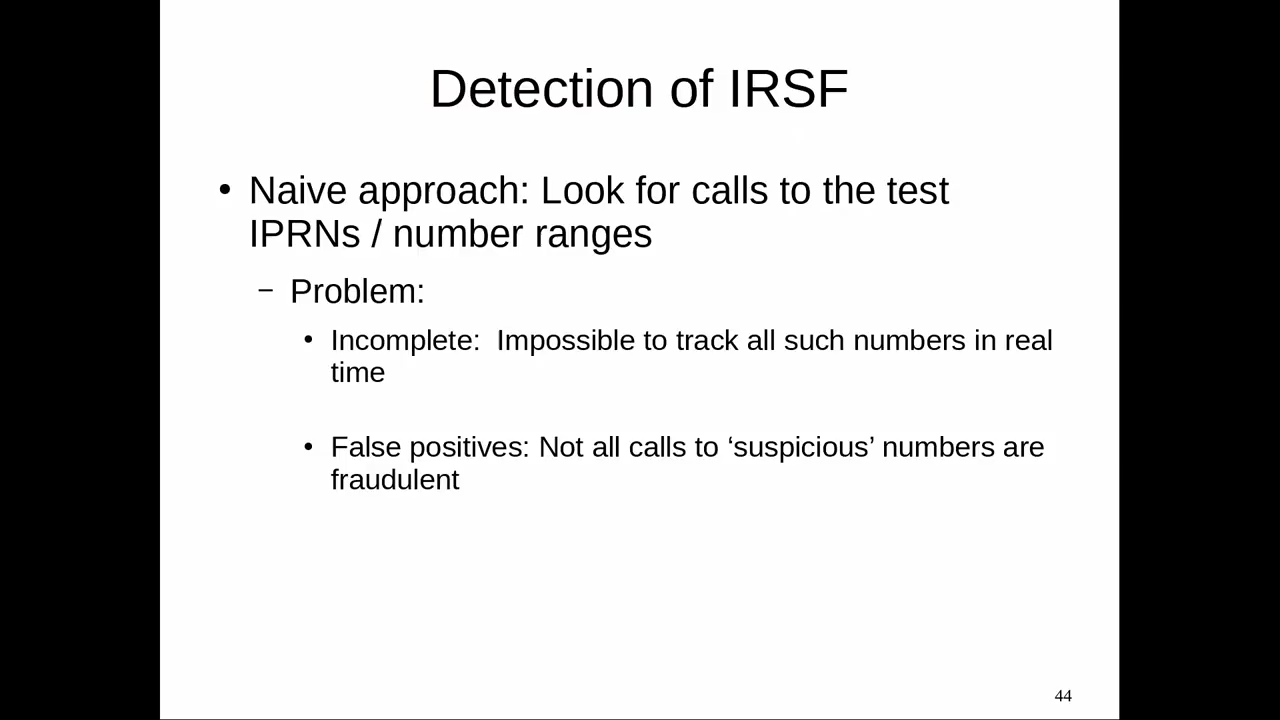 Detection of IRSF
• Naive approach: Look for calls to the test
IPRNs / number ranges
– Problem:
• Incomplete:  Impossible to track all such numbers in real
time
• False positives: Not all calls to ‘suspicious’ numbers are
fraudulent
44